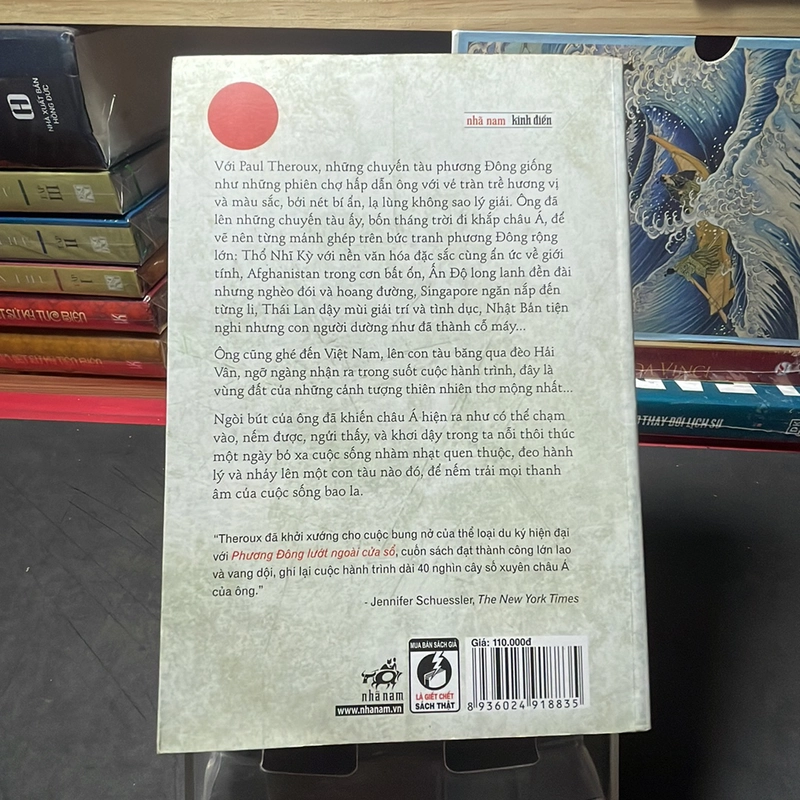 nhã nam kinh điển
Với Paul Theroux, những chuyến tàu phương Đông giống
như những phiên chợ hấp dẫn ông với vẻ tràn trề hương vị
và màu sắc, bởi nét bí ẩn, lạ lùng không sao lý giải. Ông đã
lên những chuyến tàu ấy, bốn tháng trời đi khắp châu Á, để
vẽ nên từng mảnh ghép trên bức tranh phương Đông rộng
lớn: Thổ Nhĩ Kỳ với nền văn hóa đặc sắc cùng ẩn ức về giới
tính, Afghanistan trong cơn bất ổn, Ấn Độ long lanh đền đài
nhưng nghèo đói và hoang đường, Singapore ngăn nắp đến
từng li, Thái Lan dậy mùi giải trí và tình dục, Nhật Bản tiện
nghi nhưng con người dường như đã thành cỗ máy...
Ông cũng ghé đến Việt Nam, lên con tàu băng qua đèo Hải
Vân, ngỡ ngàng nhận ra trong suốt cuộc hành trình, đây là
vùng đất của những cảnh tượng thiên nhiên thơ mộng nhất...
Ngòi bút của ông đã khiến châu Á hiện ra như có thể chạm
vào, nếm được, ngửi thấy, và khơi dậy trong ta nỗi thôi thúc
một ngày bỏ xa cuộc sống nhàm nhạt quen thuộc, đeo hành
lý và nhảy lên một con tàu nào đó, để nếm trải mọi thanh
âm của cuộc sống bao la.
"Theroux đã khởi xướng cho cuộc bung nở của thể loại du ký hiện đại
với Phương Đông lướt ngoài cửa sổ, cuốn sách đạt thành công lớn lao
và vang dội, ghi lại cuộc hành trình dài 40 nghìn cây số xuyên châu Á
của ông."
- Jennifer Schuessler, The New York Times
nhã nam
www.nhanam.vn
MUA BÁN SÁCH GIẢ
LÀ GIẾT CHẾT
SÁCH THẬT
Giá: 110.000đ
8 936024 918835
NHÀ XUẤT BẢN
HỒNG ĐỨC
TẬP III
II
I
THAY ĐỔI LỊCH SỬ